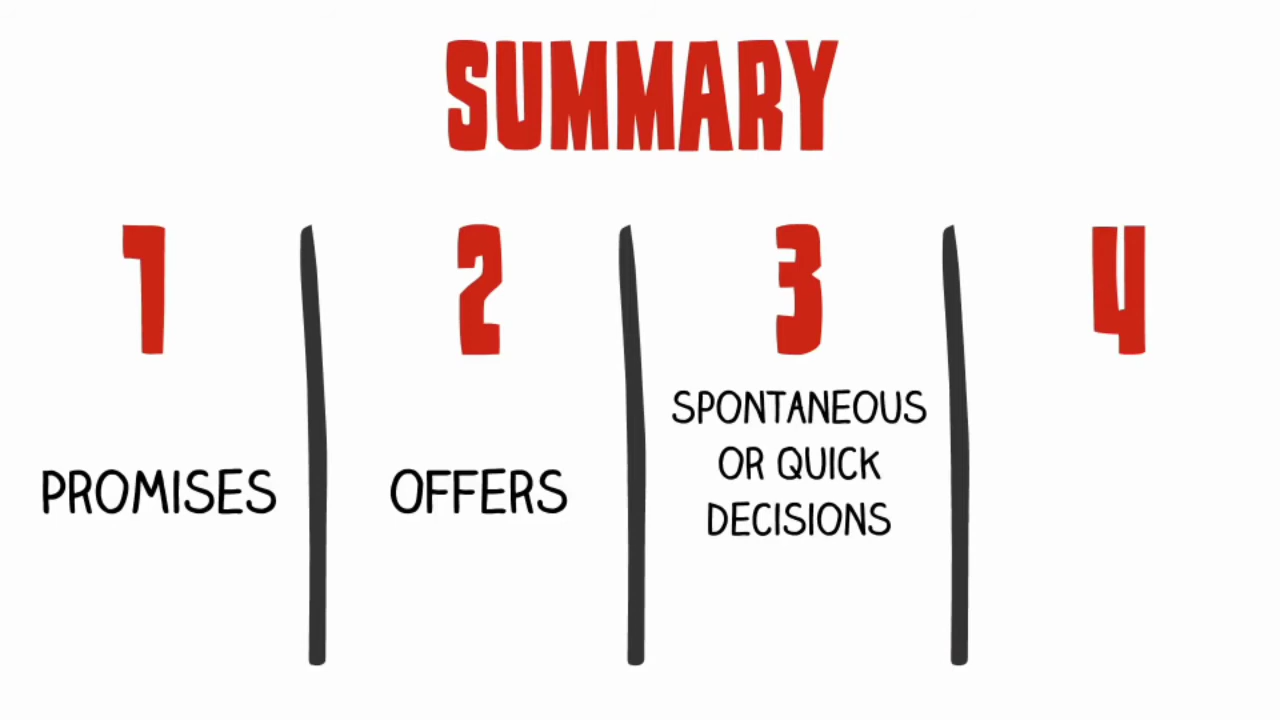 SUMMARY
1
2
3
4
PROMISES
OFFERS
SPONTANEOUS
OR QUICK
DECISIONS